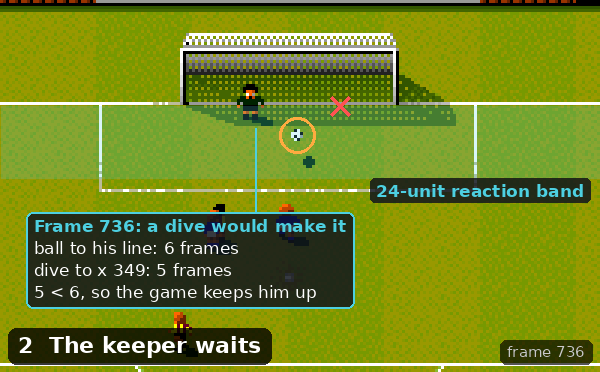 24-unit reaction band
Frame 736: a dive would make it
ball to his line: 6 frames
dive to x 349: 5 frames
5 < 6, so the game keeps him up
2 The keeper waits
frame 736